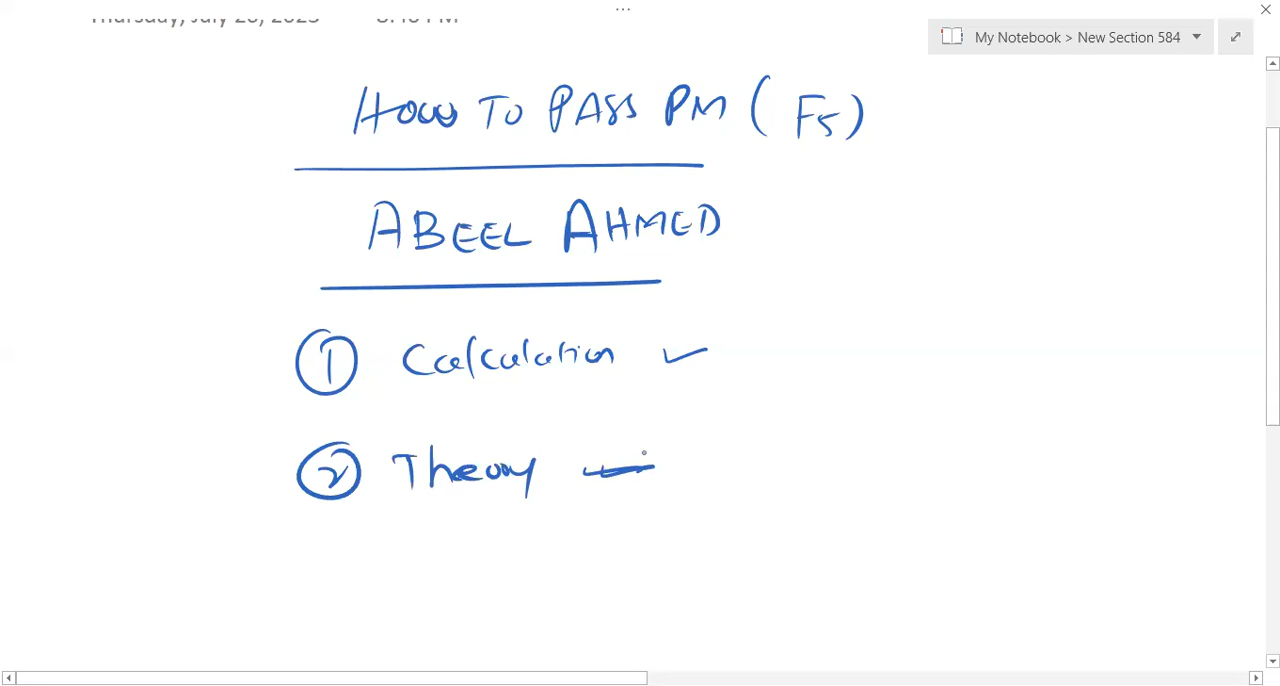 My Notebook > New Section 584
HOW TO PASS PM ( F5 )
ABEEL AHMED
1 Calculation
2 Theory